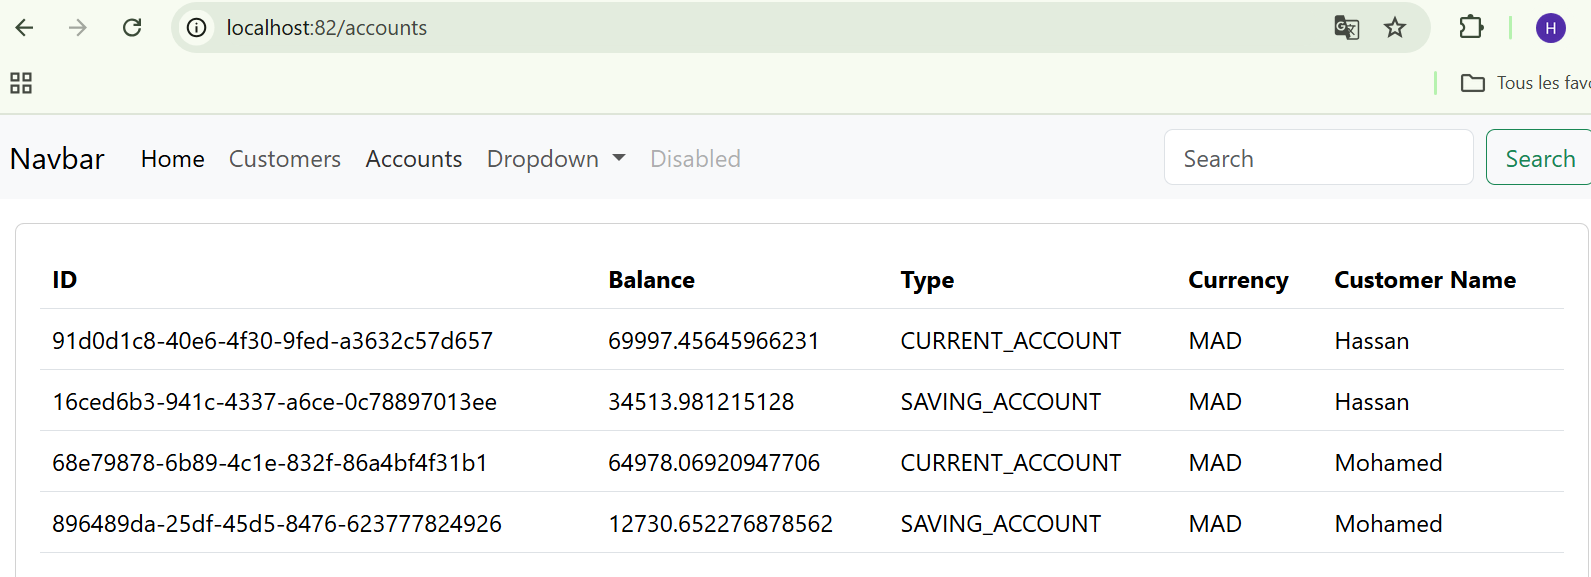 localhost:82/accounts
H
Tous les favo
Navbar Home Customers Accounts Dropdown Disabled Search Search
ID Balance Type Currency Customer Name
91d0d1c8-40e6-4f30-9fed-a3632c57d657 69997.45645966231 CURRENT_ACCOUNT MAD Hassan
16ced6b3-941c-4337-a6ce-0c78897013ee 34513.981215128 SAVING_ACCOUNT MAD Hassan
68e79878-6b89-4c1e-832f-86a4bf4f31b1 64978.06920947706 CURRENT_ACCOUNT MAD Mohamed
896489da-25df-45d5-8476-623777824926 12730.652276878562 SAVING_ACCOUNT MAD Mohamed